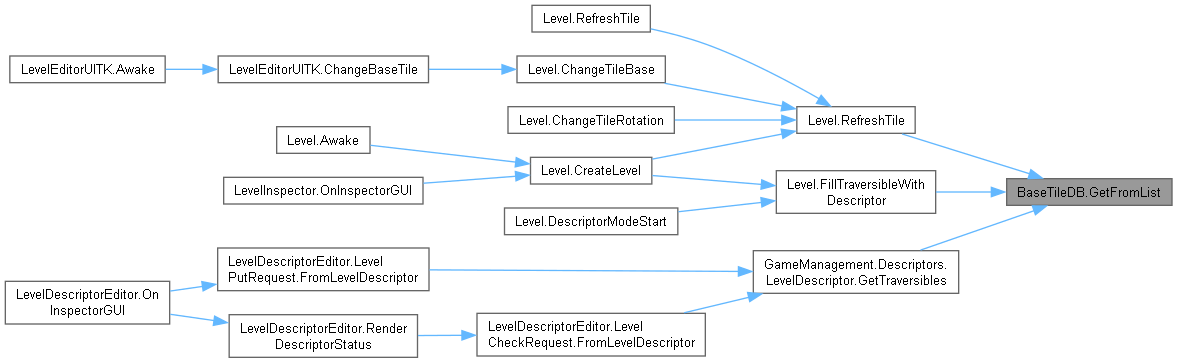 Level.RefreshTile
LevelEditorUITK.Awake
LevelEditorUITK.ChangeBaseTile
Level.ChangeTileBase
Level.ChangeTileRotation
Level.RefreshTile
Level.Awake
Level.CreateLevel
LevelInspector.OnInspectorGUI
Level.FillTraversibleWith
Descriptor
BaseTileDB.GetFromList
Level.DescriptorModeStart
LevelDescriptorEditor.Level
PutRequest.FromLevelDescriptor
GameManagement.Descriptors.
LevelDescriptor.GetTraversibles
LevelDescriptorEditor.On
InspectorGUI
LevelDescriptorEditor.Render
DescriptorStatus
LevelDescriptorEditor.Level
CheckRequest.FromLevelDescriptor